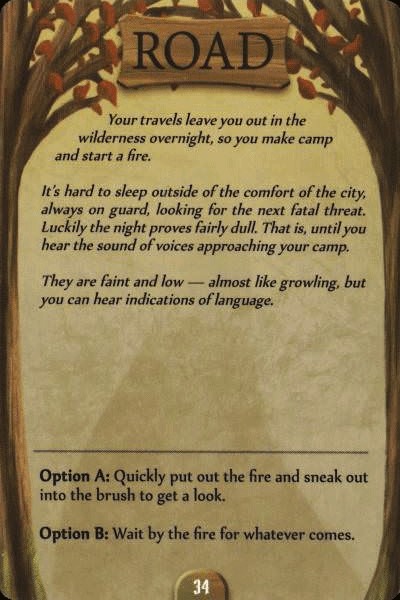 ROAD
Your travels leave you out in the
wilderness overnight, so you make camp
and start a fire.
It's hard to sleep outside of the comfort of the city,
always on guard, looking for the next fatal threat.
Luckily the night proves fairly dull. That is, until you
hear the sound of voices approaching your camp.
They are faint and low — almost like growling, but
you can hear indications of language.
Option A: Quickly put out the fire and sneak out
into the brush to get a look.
Option B: Wait by the fire for whatever comes.
34